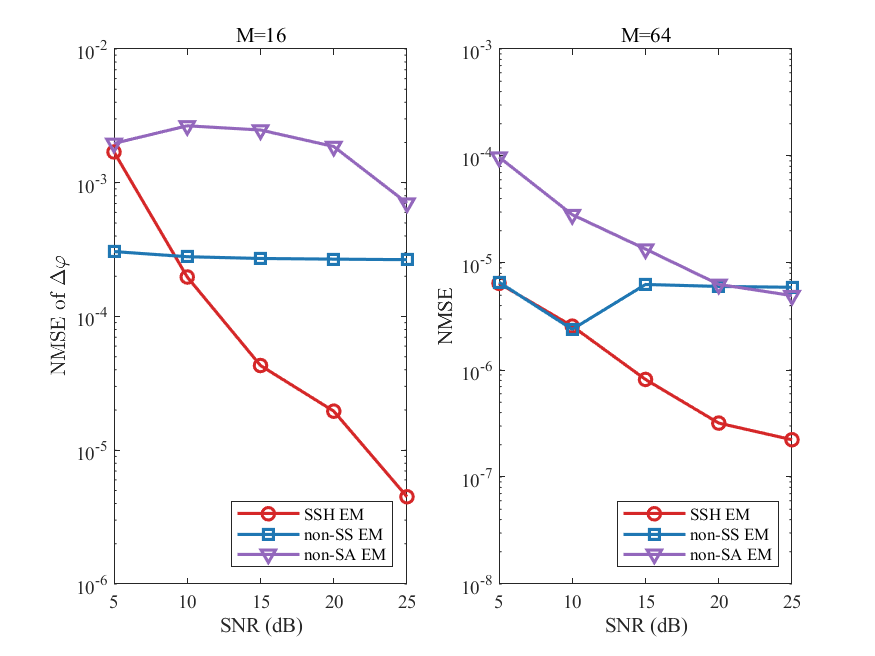 M=16
10^-2
10^-3
10^-4
10^-5
10^-6
NMSE of Δφ
5 10 15 20 25
SNR (dB)
SSH EM
non-SS EM
non-SA EM
M=64
10^-3
10^-4
10^-5
10^-6
10^-7
10^-8
NMSE
5 10 15 20 25
SNR (dB)
SSH EM
non-SS EM
non-SA EM